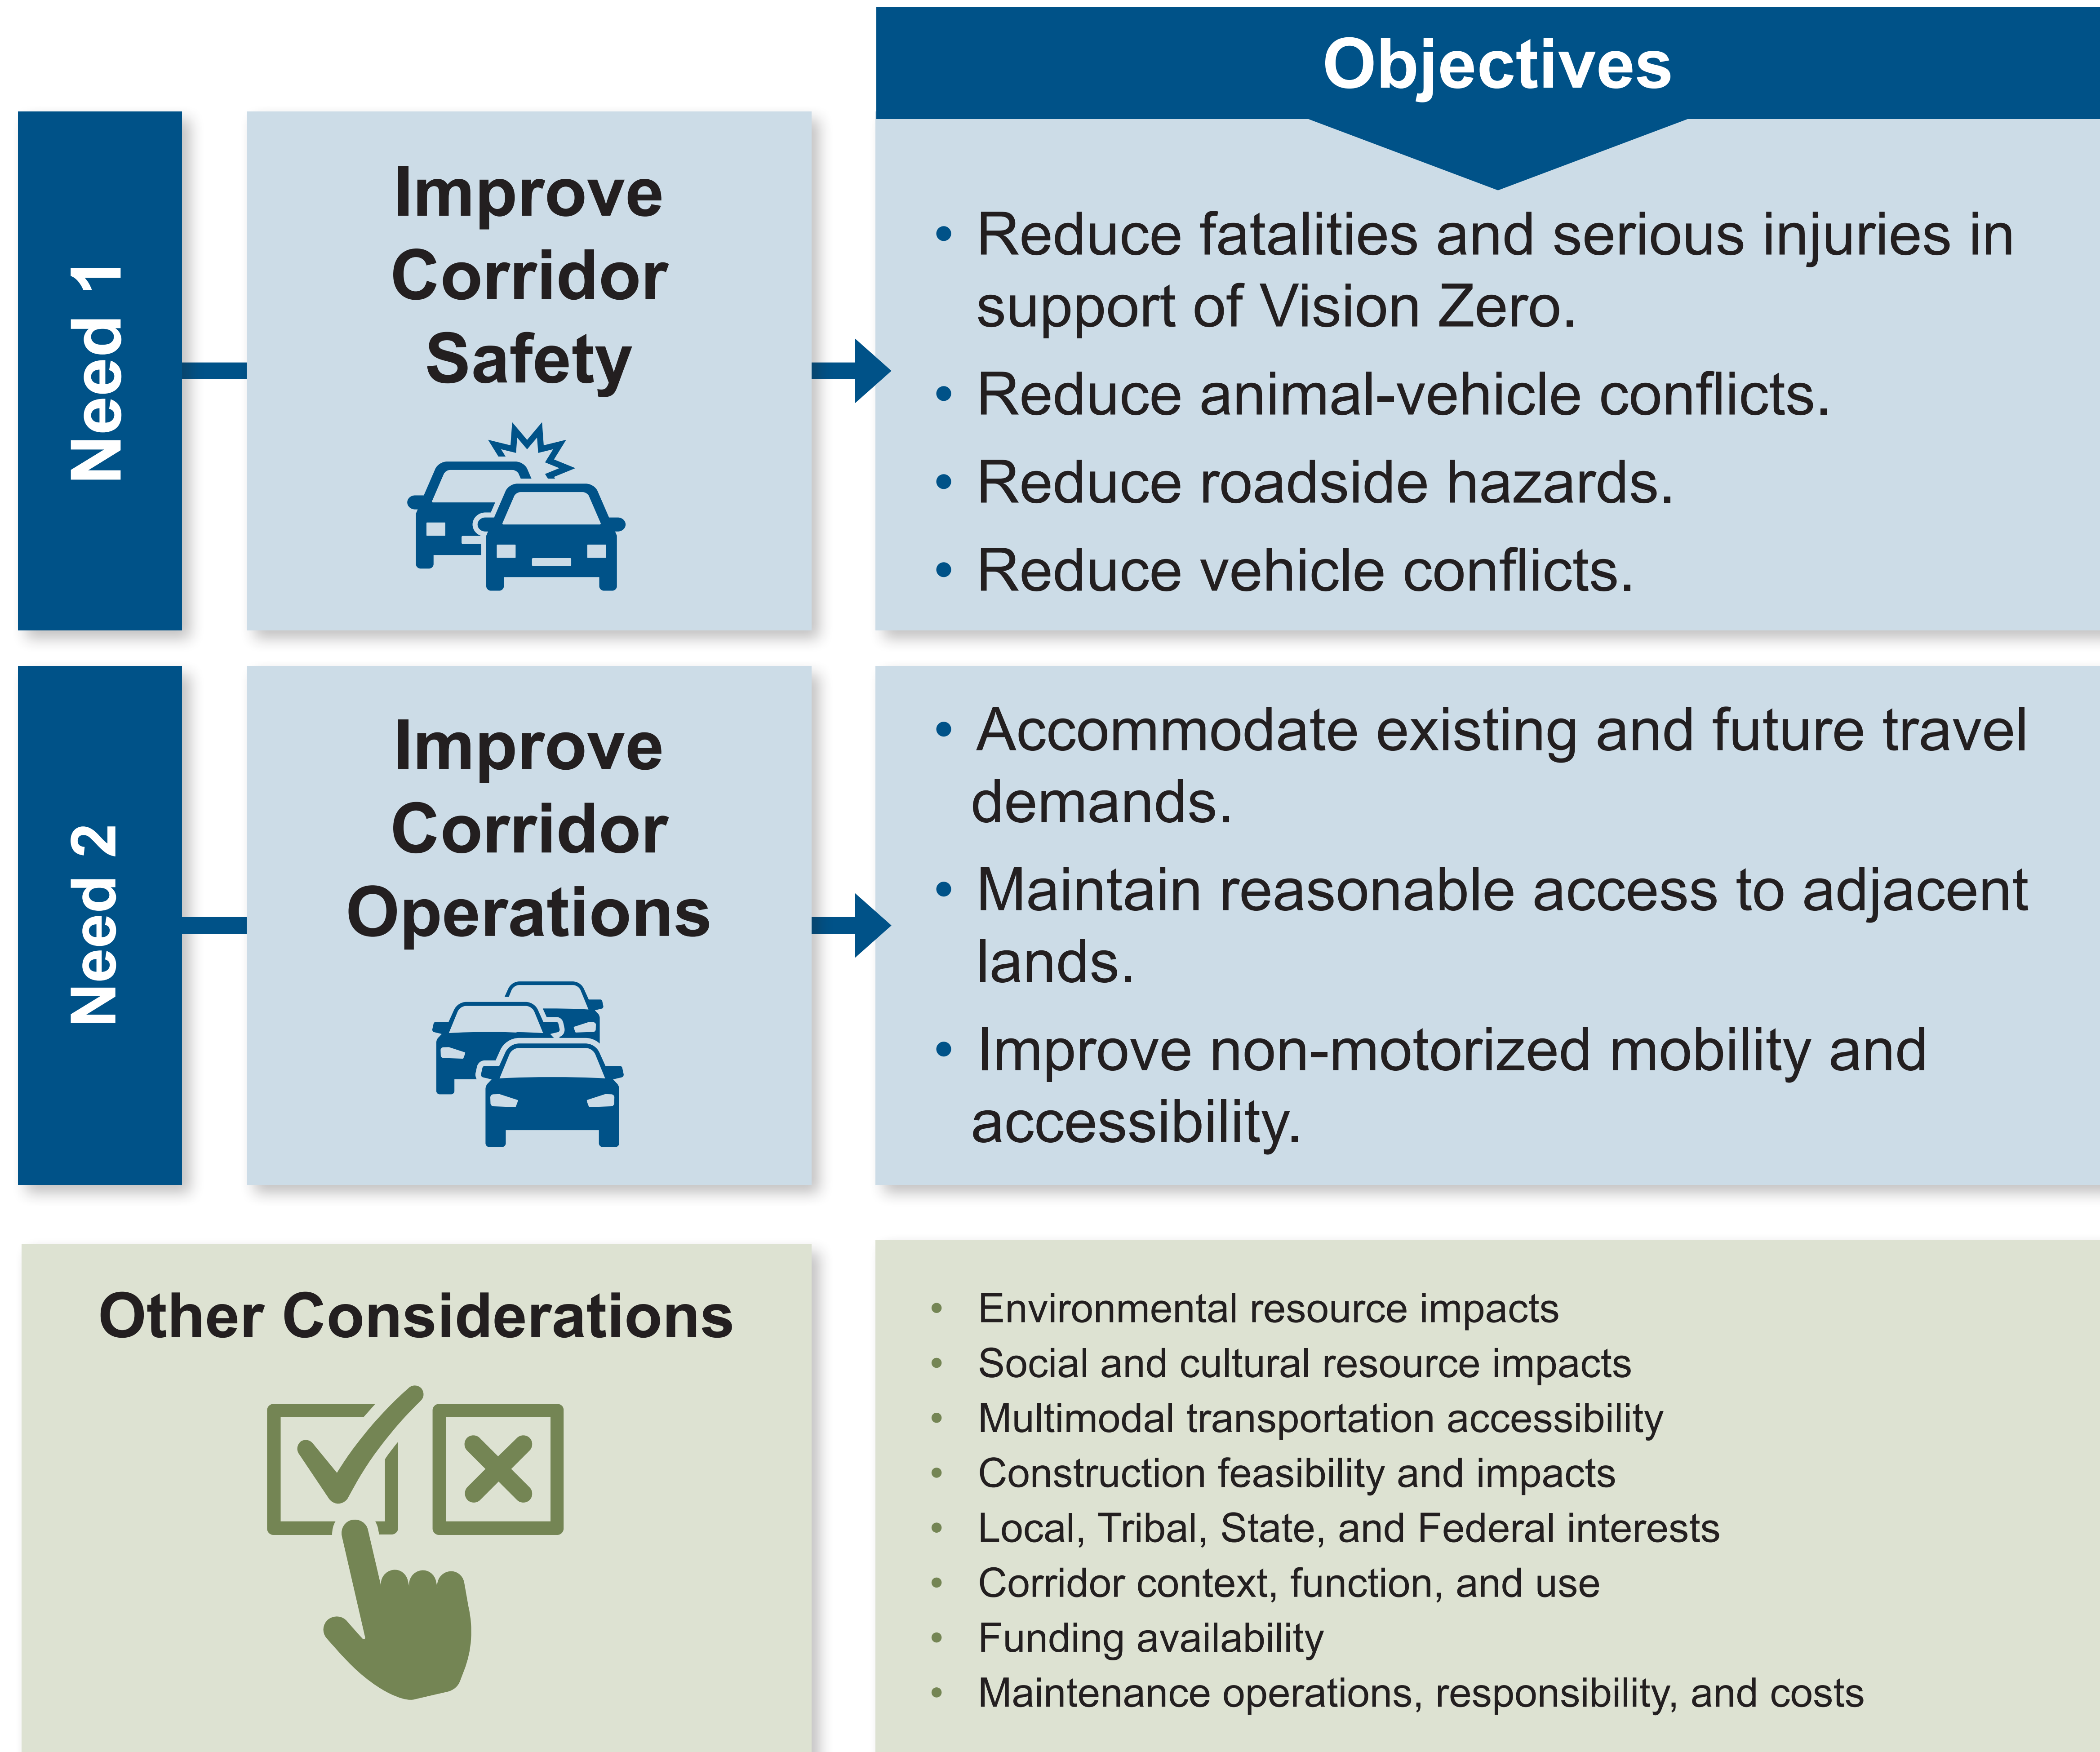 Objectives
Need 1
Improve
Corridor
Safety
• Reduce fatalities and serious injuries in
support of Vision Zero.
• Reduce animal-vehicle conflicts.
• Reduce roadside hazards.
• Reduce vehicle conflicts.
Need 2
Improve
Corridor
Operations
• Accommodate existing and future travel
demands.
• Maintain reasonable access to adjacent
lands.
• Improve non-motorized mobility and
accessibility.
Other Considerations
• Environmental resource impacts
• Social and cultural resource impacts
• Multimodal transportation accessibility
• Construction feasibility and impacts
• Local, Tribal, State, and Federal interests
• Corridor context, function, and use
• Funding availability
• Maintenance operations, responsibility, and costs